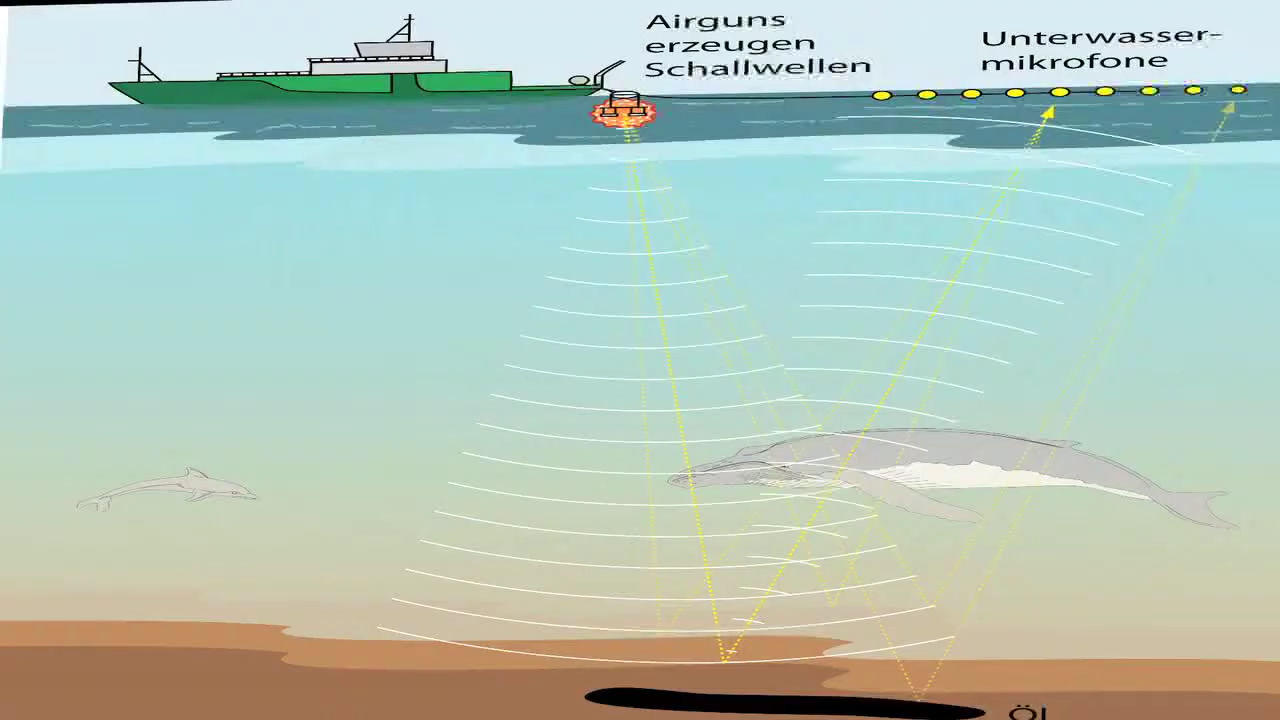 Airguns
erzeugen
Schallwellen
Unterwasser-
mikrofone
Öl